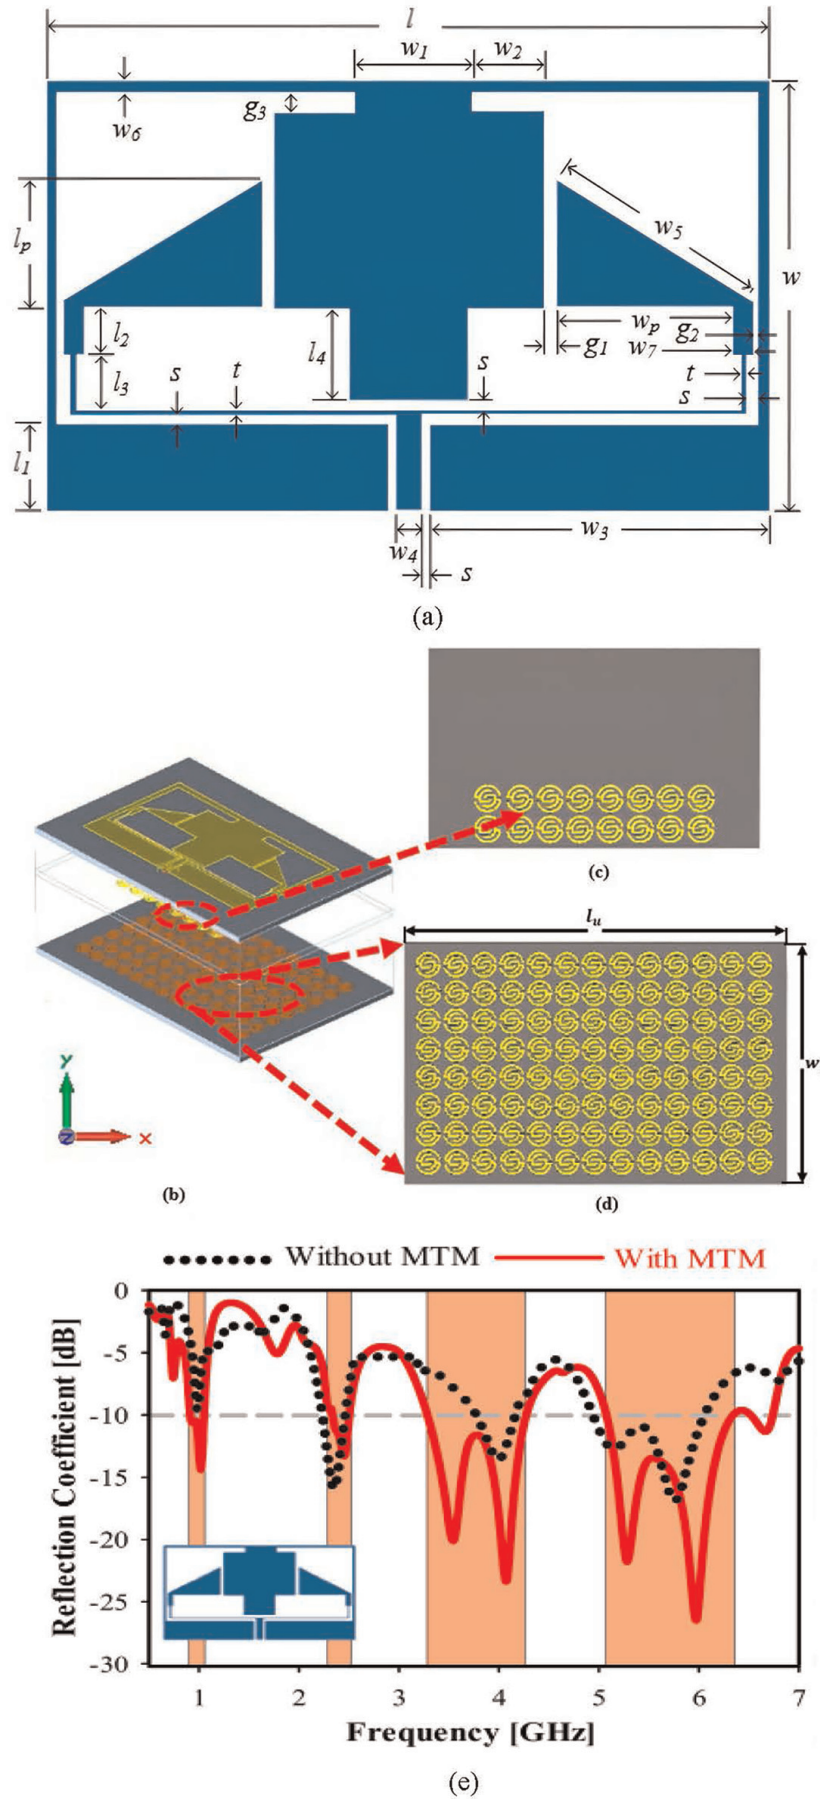 l
w1 w2
g3
w6
lp
w5
w
l2
wp g2
l4
g1 w7
l3
s t s
t
s
l1
w4
w3
s
(a)
(c)
lu
w
Y
Z X
(b)
(d)
Without MTM With MTM
Reflection Coefficient [dB]
0
-5
-10
-15
-20
-25
-30
1 2 3 4 5 6 7
Frequency [GHz]
(e)